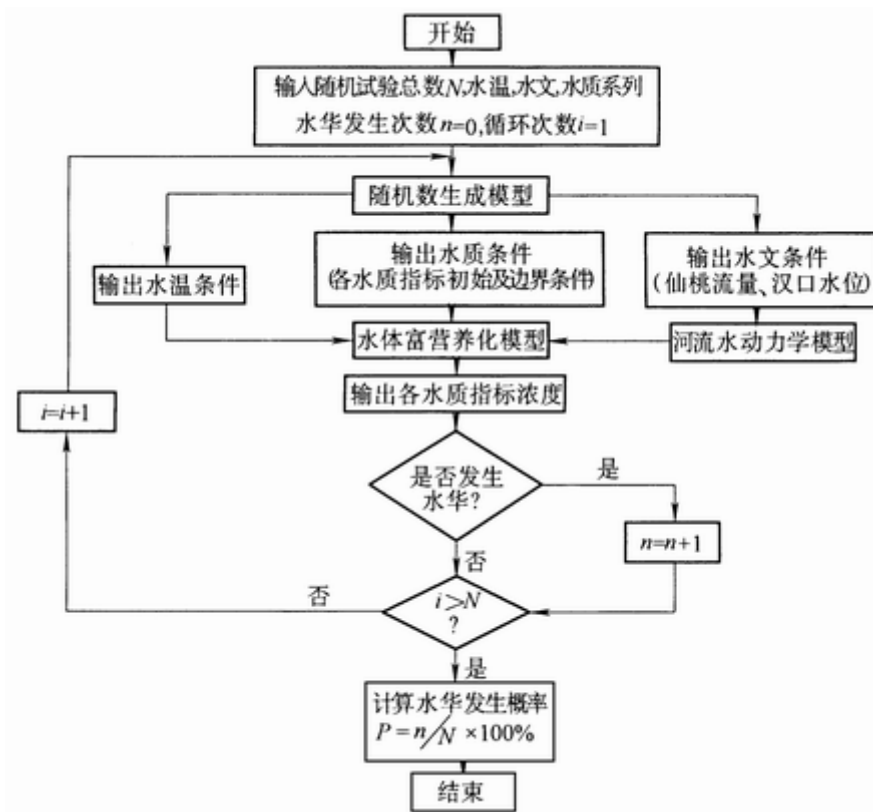 开始
输入随机试验总数N,水温,水文,水质系列
水华发生次数n=0,循环次数i=1
随机数生成模型
输出水温条件
输出水质条件
(各水质指标初始及边界条件)
输出水文条件
(仙桃流量、汉口水位)
水体富营养化模型
河流水动力学模型
输出各水质指标浓度
i=i+1
是否发生
水华?
是
n=n+1
否
i>N
?
否
是
计算水华发生概率
P=n/N×100%
结束